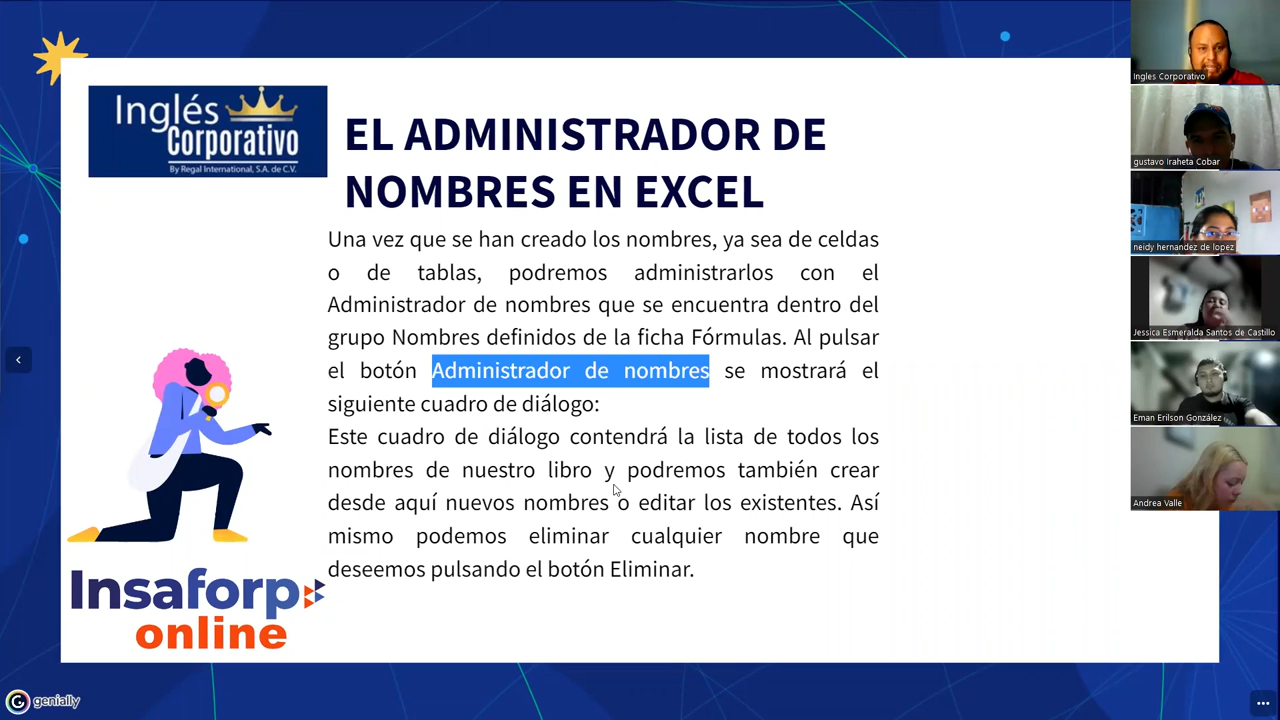 Inglés
Corporativo
By Regal International, S.A. de C.V.
EL ADMINISTRADOR DE
NOMBRES EN EXCEL
Una vez que se han creado los nombres, ya sea de celdas
o de tablas, podremos administrarlos con el
Administrador de nombres que se encuentra dentro del
grupo Nombres definidos de la ficha Fórmulas. Al pulsar
el botón Administrador de nombres se mostrará el
siguiente cuadro de diálogo:
Este cuadro de diálogo contendrá la lista de todos los
nombres de nuestro libro y podremos también crear
desde aquí nuevos nombres o editar los existentes. Así
mismo podemos eliminar cualquier nombre que
deseemos pulsando el botón Eliminar.
Insaforp
online
genially
Ingles Corporativo
gustavo Iraheta Cobar
neidy hernandez de lopez
Jessica Esmeralda Santos de Castillo
Eman Erilson González
Andrea Valle